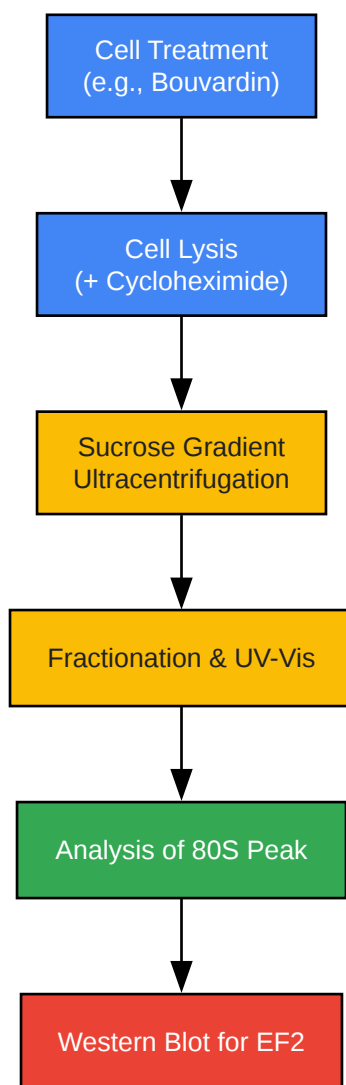 Cell Treatment
(e.g., Bouvardin)
Cell Lysis
(+ Cycloheximide)
Sucrose Gradient
Ultracentrifugation
Fractionation & UV-Vis
Analysis of 80S Peak
Western Blot for EF2